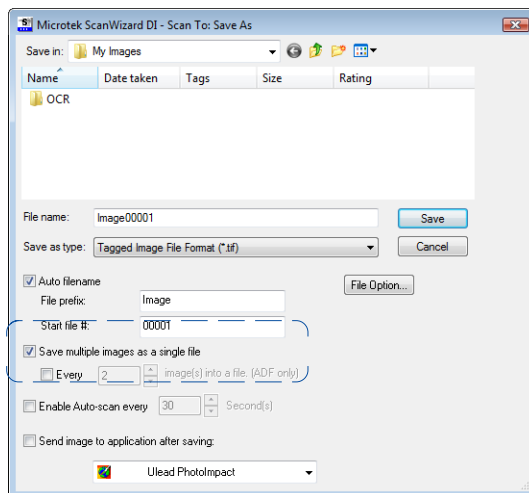 Microtek ScanWizard DI - Scan To: Save As
Save in: My Images
Name Date taken Tags Size Rating
OCR
File name: Image00001 Save
Save as type: Tagged Image File Format (*.tif) Cancel
Auto filename File Option...
File prefix: Image
Start file #: 00001
Save multiple images as a single file
Every 2 image(s) into a file. (ADF only)
Enable Auto-scan every 30 Second(s)
Send image to application after saving:
Ulead PhotoImpact